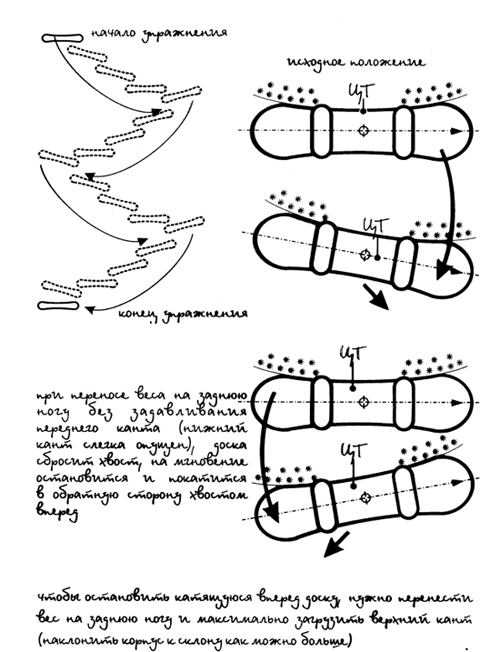 начало упражнения
исходное положение
ЦТ
ЦТ
конец упражнения
ЦТ
ЦТ
при переносе веса на заднюю
ногу без задавливания
переднего канта (нижний
кант слегка опущен), доска
сбросит хвост, на мгновение
остановится и покатится
в обратную сторону хвостом
вперед
чтобы остановить катящуюся вперед доску, нужно перенести
вес на заднюю ногу и максимально загрузить верхний кант
(наклонить корпус к склону как можно больше)